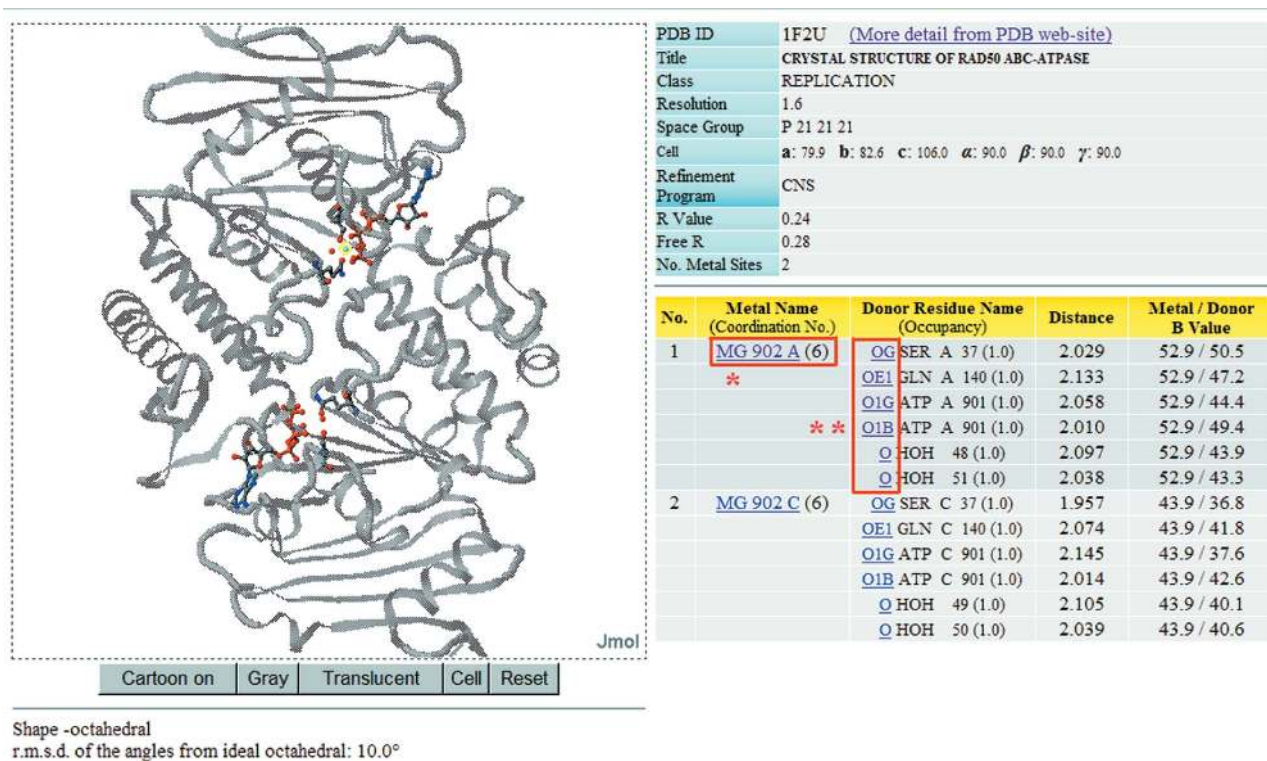 PDB ID 1F2U (More detail from PDB web-site)
Title CRYSTAL STRUCTURE OF RAD50 ABC-ATPASE
Class REPLICATION
Resolution 1.6
Space Group P 21 21 21
Cell a: 79.9 b: 82.6 c: 106.0 α: 90.0 β: 90.0 γ: 90.0
Refinement
Program CNS
R Value 0.24
Free R 0.28
No. Metal Sites 2
No. Metal Name Donor Residue Name Distance Metal / Donor
(Coordination No.) (Occupancy) B Value
1 MG 902 A (6) OG SER A 37 (1.0) 2.029 52.9 / 50.5
* OE1 GLN A 140 (1.0) 2.133 52.9 / 47.2
O1G ATP A 901 (1.0) 2.058 52.9 / 44.4
** O1B ATP A 901 (1.0) 2.010 52.9 / 49.4
O HOH 48 (1.0) 2.097 52.9 / 43.9
O HOH 51 (1.0) 2.038 52.9 / 43.3
2 MG 902 C (6) OG SER C 37 (1.0) 1.957 43.9 / 36.8
OE1 GLN C 140 (1.0) 2.074 43.9 / 41.8
O1G ATP C 901 (1.0) 2.145 43.9 / 37.6
O1B ATP C 901 (1.0) 2.014 43.9 / 42.6
O HOH 49 (1.0) 2.105 43.9 / 40.1
O HOH 50 (1.0) 2.039 43.9 / 40.6
Jmol
Cartoon on Gray Translucent Cell Reset
Shape -octahedral
r.m.s.d. of the angles from ideal octahedral: 10.0°